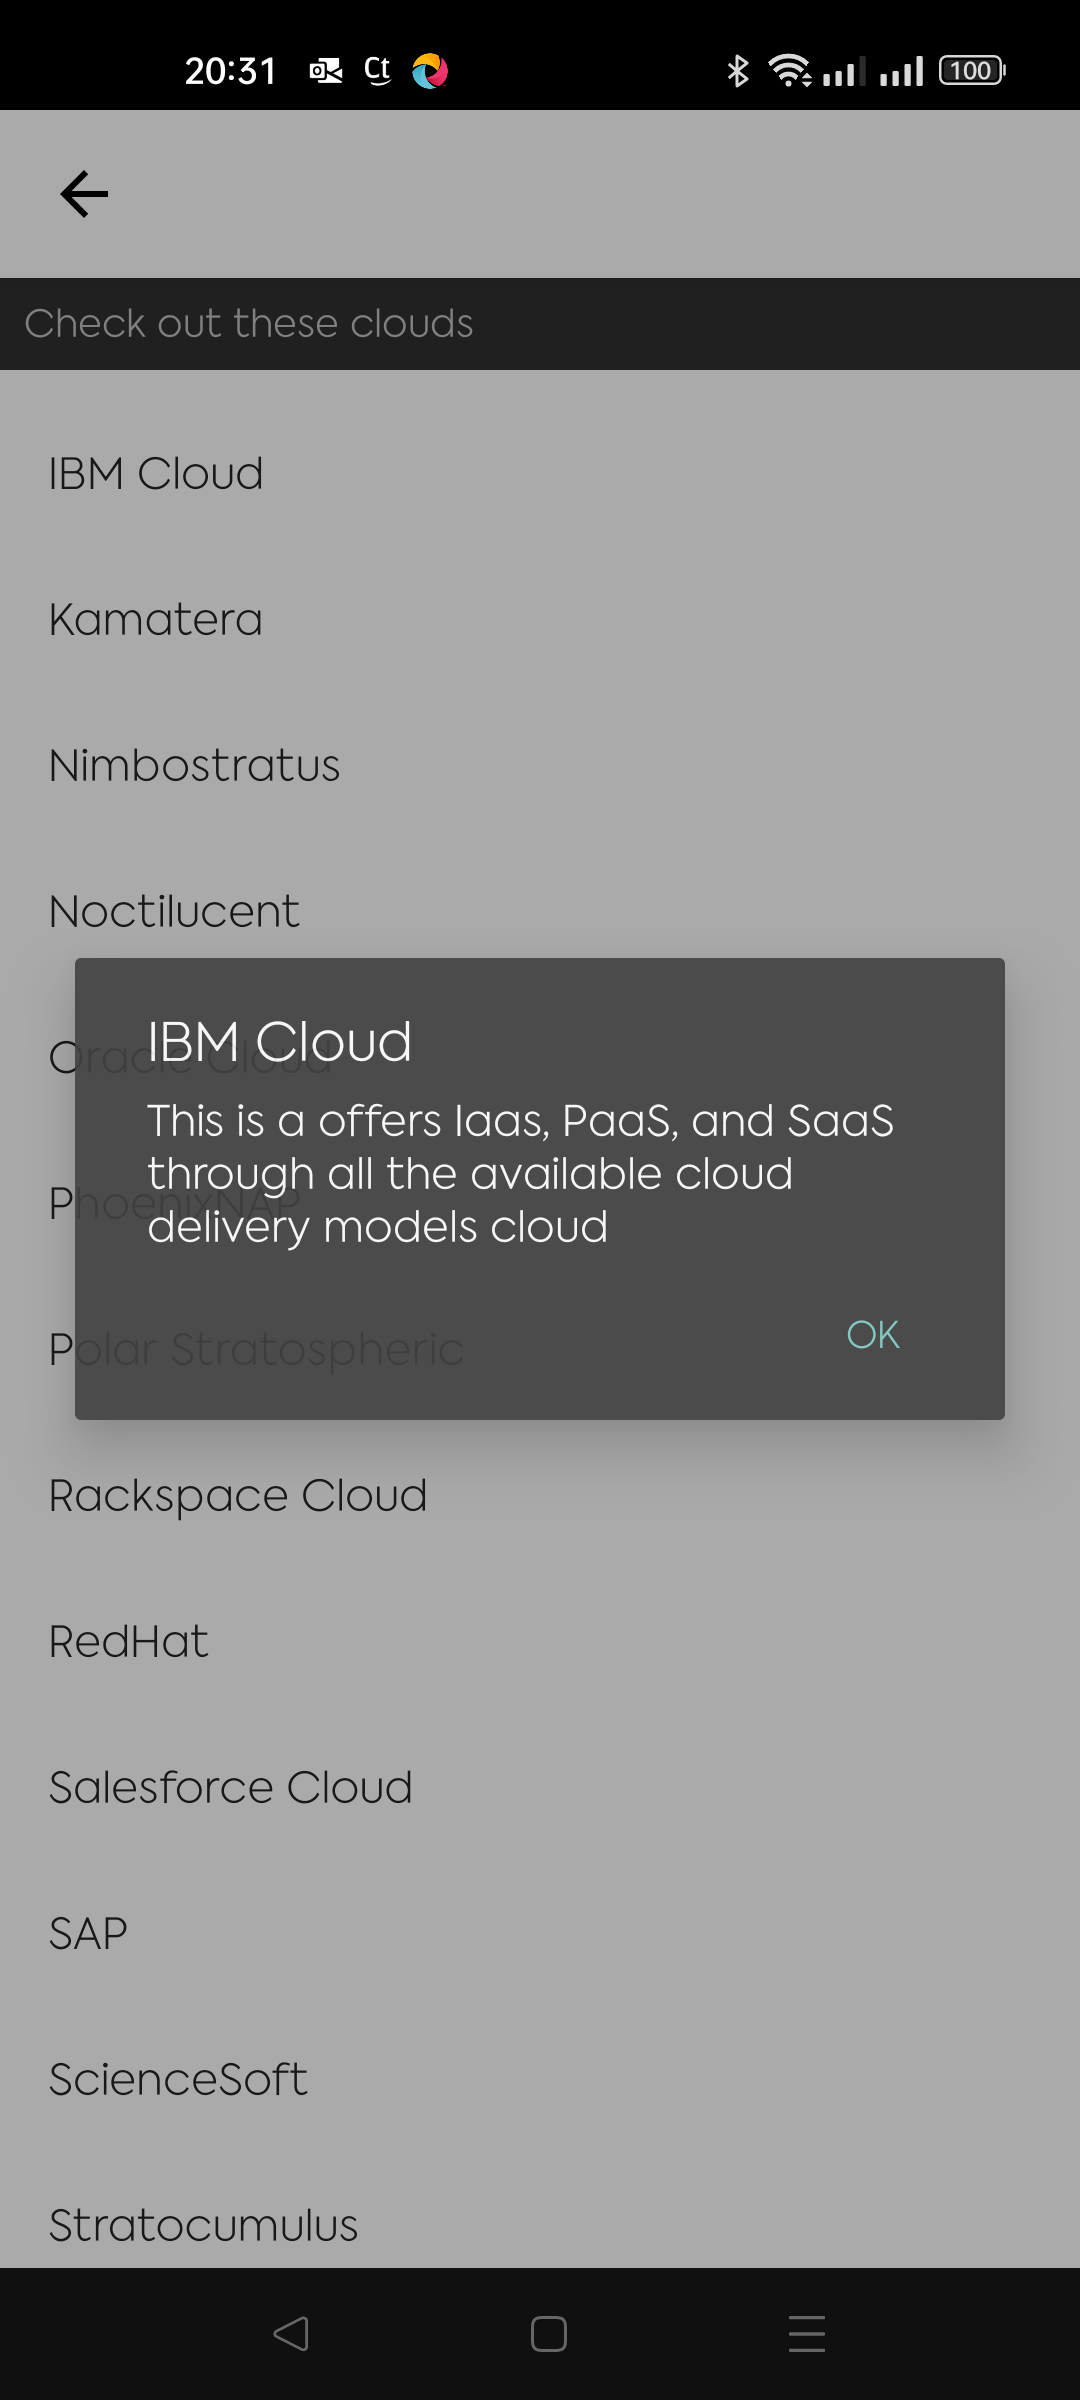 20:31
Ct
100
Check out these clouds
IBM Cloud
Kamatera
Nimbostratus
Noctilucent
Oracle Cloud
IBM Cloud
This is a offers Iaas, PaaS, and SaaS
through all the available cloud
delivery models cloud
PhoenixNAP
OK
Polar Stratospheric
Rackspace Cloud
RedHat
Salesforce Cloud
SAP
ScienceSoft
Stratocumulus